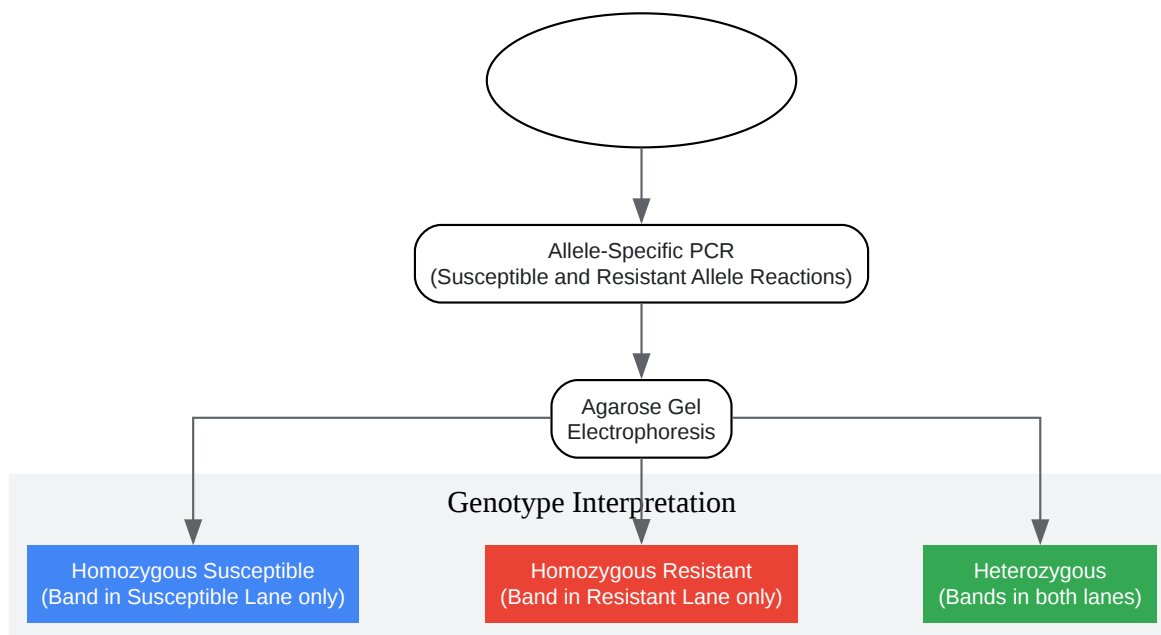 Allele-Specific PCR
(Susceptible and Resistant Allele Reactions)
Agarose Gel
Electrophoresis
Genotype Interpretation
Homozygous Susceptible
(Band in Susceptible Lane only)
Homozygous Resistant
(Band in Resistant Lane only)
Heterozygous
(Bands in both lanes)